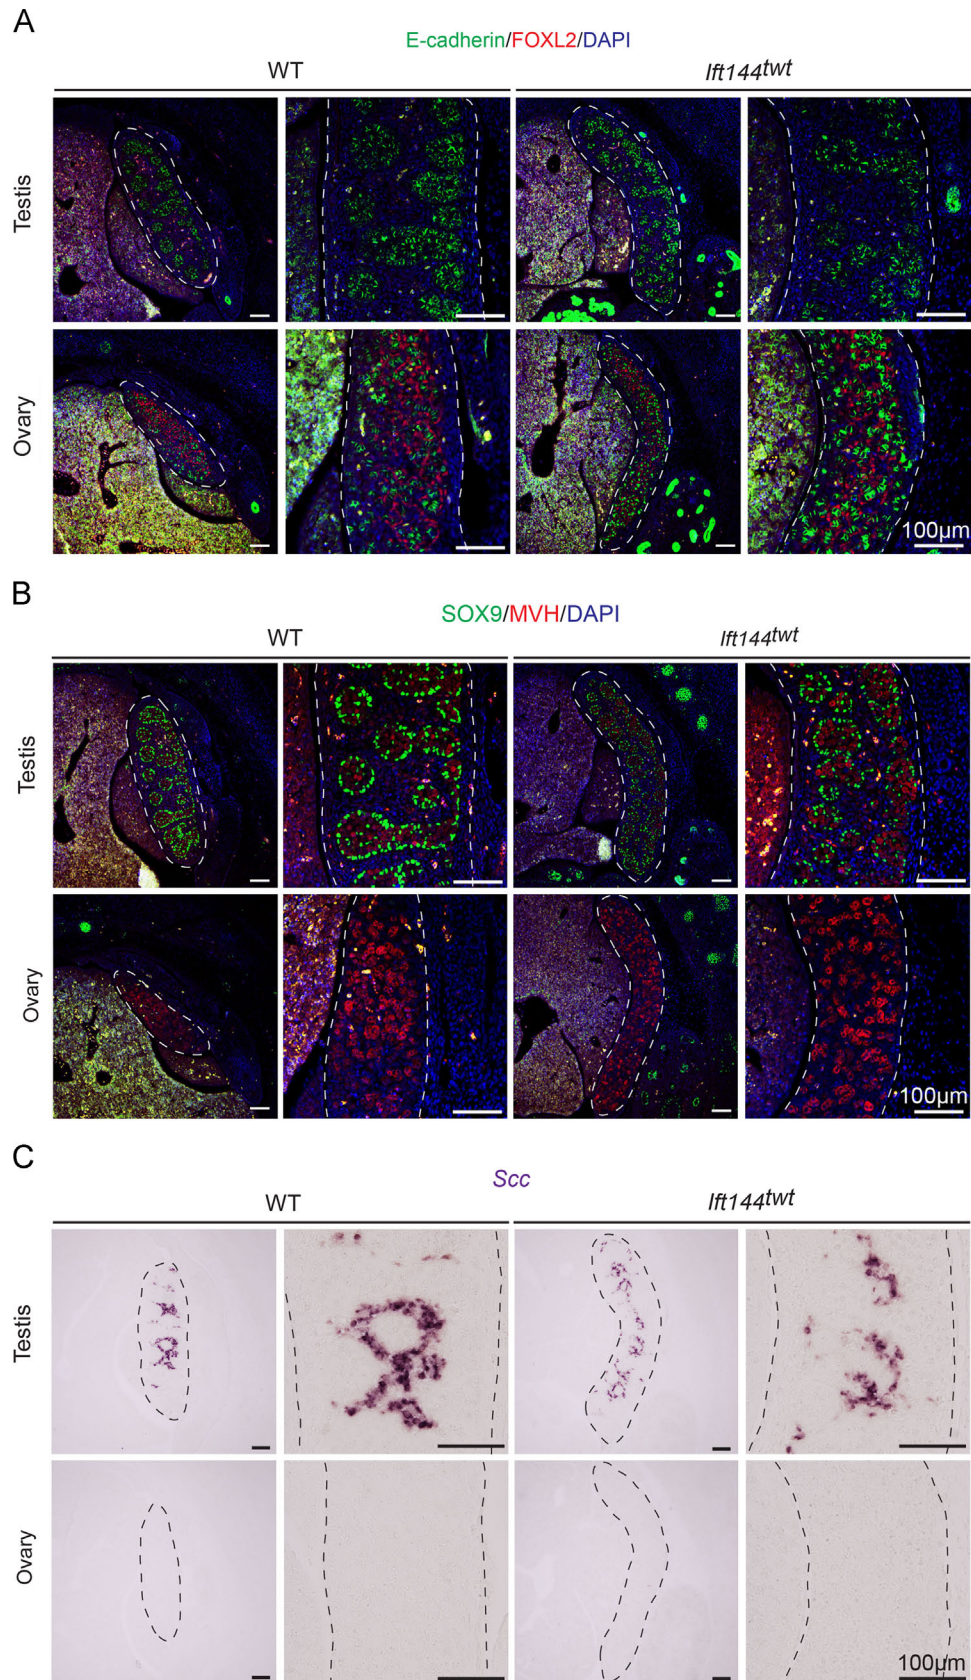 A
E-cadherin/FOXL2/DAPI
WT
Ift144twt
Testis
Ovary
100µm
B
SOX9/MVH/DAPI
WT
Ift144twt
Testis
Ovary
100µm
C
Scc
WT
Ift144twt
Testis
Ovary
100µm